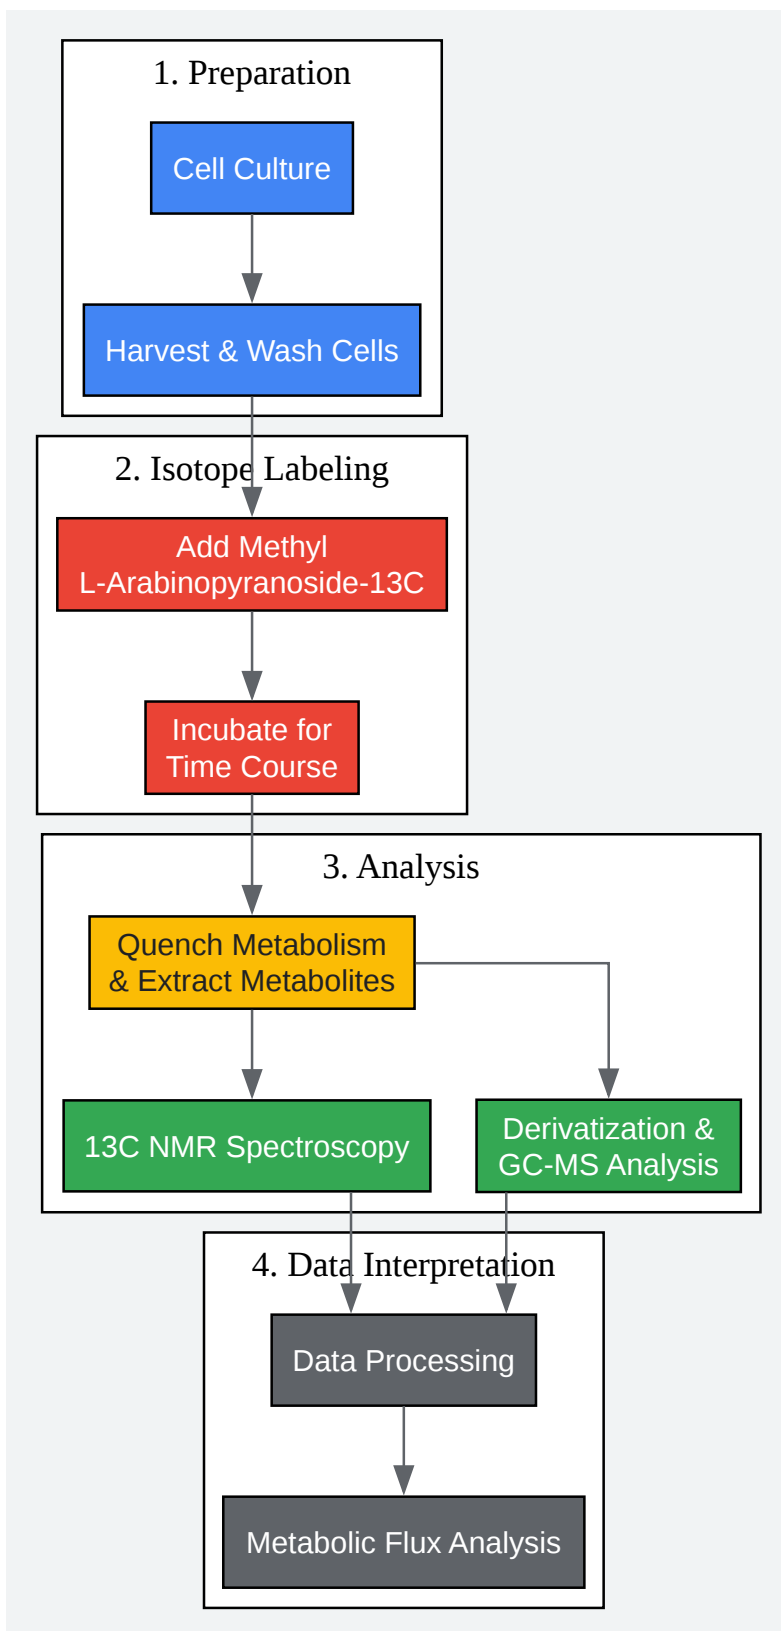 1. Preparation
Cell Culture
Harvest & Wash Cells
2. Isotope Labeling
Add Methyl
L-Arabinopyranoside-13C
Incubate for
Time Course
3. Analysis
Quench Metabolism
& Extract Metabolites
13C NMR Spectroscopy
Derivatization &
GC-MS Analysis
4. Data Interpretation
Data Processing
Metabolic Flux Analysis